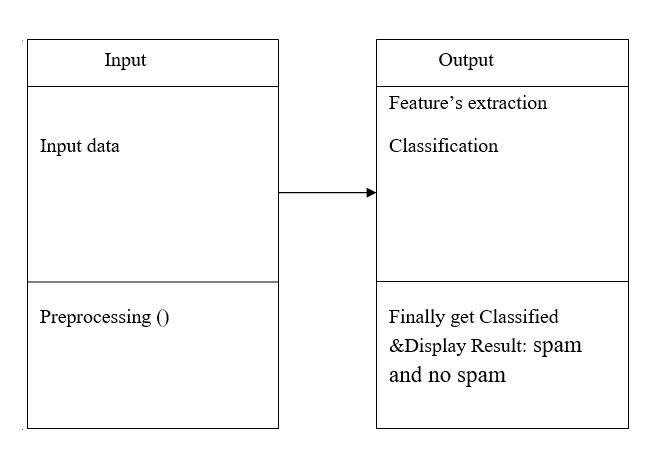 Input
Input data
Preprocessing ()
Output
Feature’s extraction
Classification
Finally get Classified
&Display Result: spam
and no spam